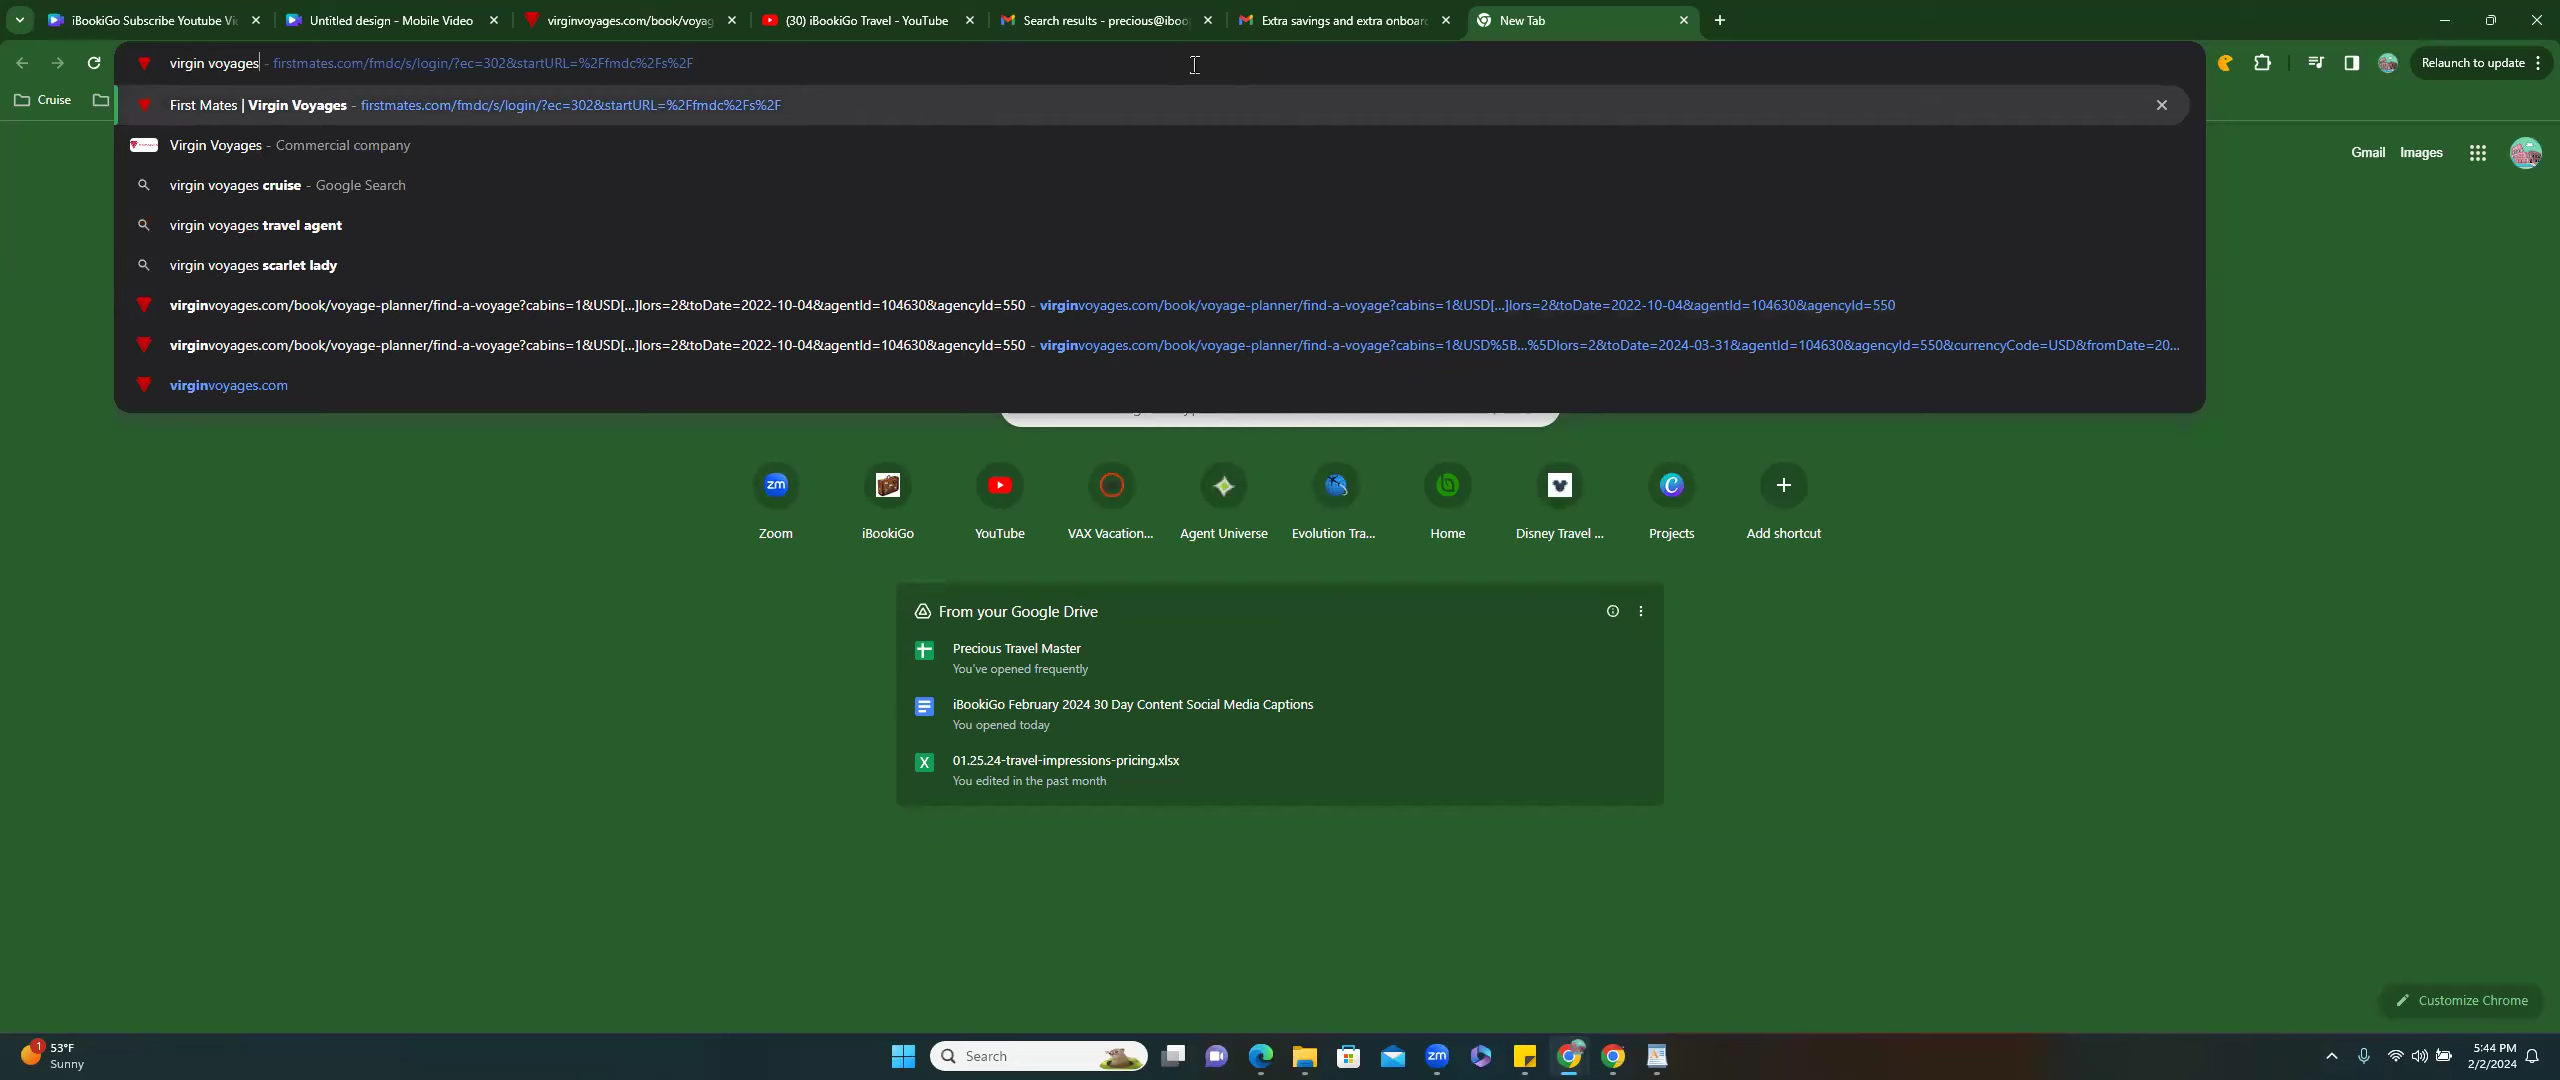 iBookiGo Subscribe Youtube Vi
Untitled design - Mobile Video
virginvoyages.com/book/voyag
(30) iBookiGo Travel - YouTube
Search results - precious@iboo
Extra savings and extra onboar
New Tab
virgin voyages - firstmates.com/fmdc/s/login/?ec=302&startURL=%2Ffmdc%2Fs%2F
Relaunch to update
Cruise
First Mates | Virgin Voyages - firstmates.com/fmdc/s/login/?ec=302&startURL=%2Ffmdc%2Fs%2F
Virgin Voyages - Commercial company
Gmail Images
virgin voyages cruise - Google Search
virgin voyages travel agent
virgin voyages scarlet lady
virginvoyages.com/book/voyage-planner/find-a-voyage?cabins=1&USD[...]lors=2&toDate=2022-10-04&agentId=104630&agencyId=550 - virginvoyages.com/book/voyage-planner/find-a-voyage?cabins=1&USD[...]lors=2&toDate=2022-10-04&agentId=104630&agencyId=550
virginvoyages.com/book/voyage-planner/find-a-voyage?cabins=1&USD[...]lors=2&toDate=2022-10-04&agentId=104630&agencyId=550 - virginvoyages.com/book/voyage-planner/find-a-voyage?cabins=1&USD%5B...%5Dlors=2&toDate=2024-03-31&agentId=104630&agencyId=550&currencyCode=USD&fromDate=20...
virginvoyages.com
zm
Zoom
iBookiGo
YouTube
VAX Vacation...
Agent Universe
Evolution Tra...
Home
Disney Travel ...
Projects
Add shortcut
From your Google Drive
Precious Travel Master
You've opened frequently
iBookiGo February 2024 30 Day Content Social Media Captions
You opened today
01.25.24-travel-impressions-pricing.xlsx
You edited in the past month
Customize Chrome
1
53°F
Sunny
Search
zm
5:44 PM
2/2/2024